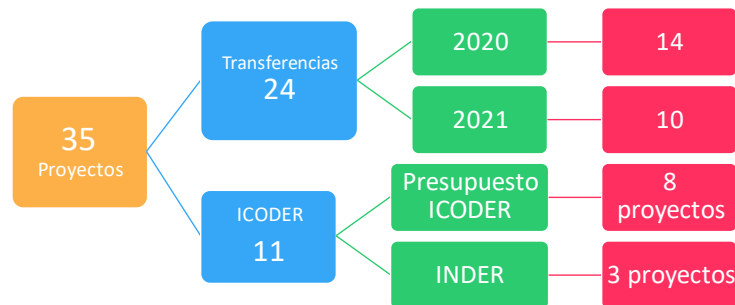 35
Proyectos
Transferencias
24
2020
14
2021
10
ICODER
11
Presupuesto
ICODER
8
proyectos
INDER
3 proyectos